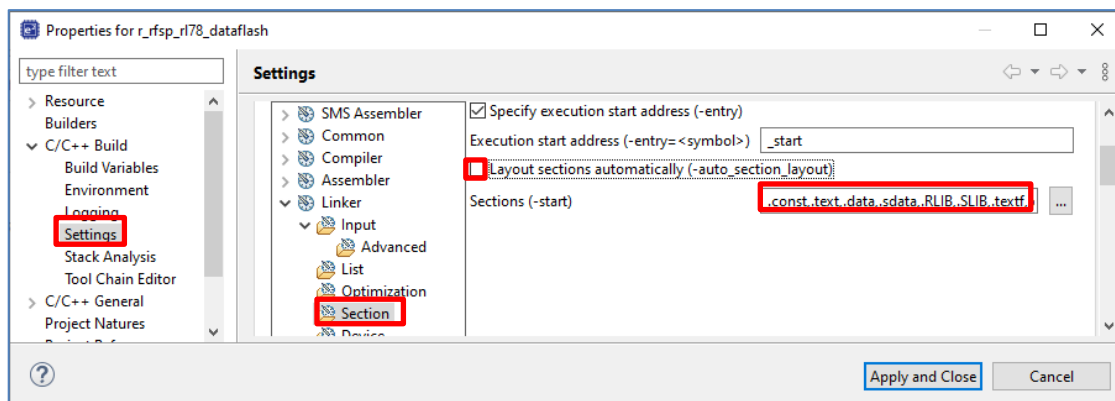 Properties for r_rfsp_rl78_dataflash
type filter text
Resource
Builders
C/C++ Build
Build Variables
Environment
Logging
Settings
Stack Analysis
Tool Chain Editor
C/C++ General
Project Natures
Settings
SMS Assembler
Common
Compiler
Assembler
Linker
Input
Advanced
List
Optimization
Section
Device
Specify execution start address (-entry)
Execution start address (-entry=<symbol>) _start
Layout sections automatically (-auto_section_layout)
Sections (-start) .const,.text,.data,.sdata,.RLIB,.SLIB,.textf, ...
Apply and Close
Cancel